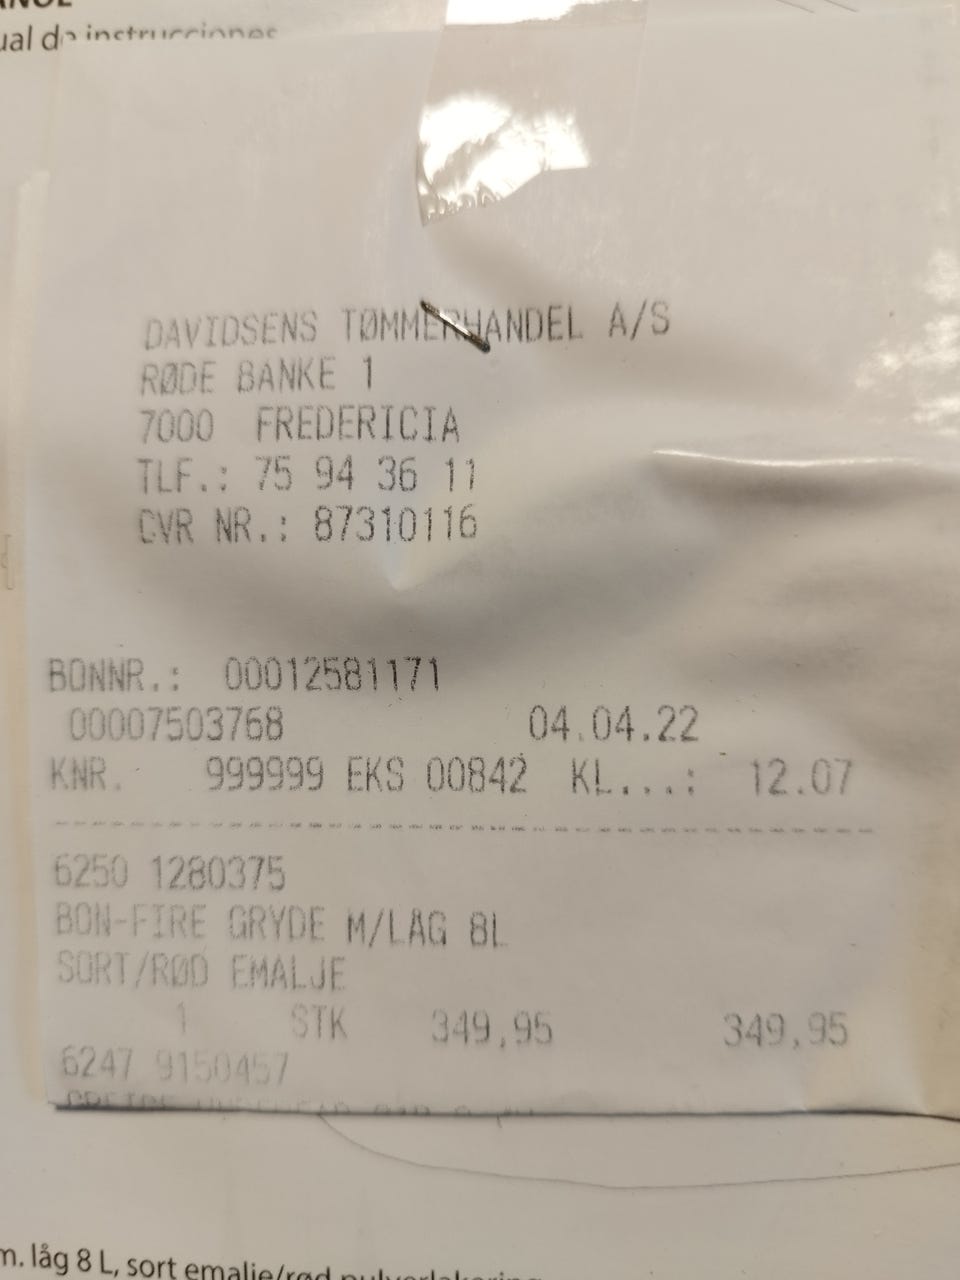 ual de instrucciones
DAVIDSENS TØMMERHANDEL A/S
RØDE BANKE 1
7000 FREDERICIA
TLF.: 75 94 36 11
CVR NR.: 87310116
BONNR.: 00012581171
00007503768 04.04.22
KNR. 999999 EKS 00842 KL...: 12.07
6250 1280375
BON-FIRE GRYDE M/LÅG 8L
SORT/RØD EMALJE
1 STK 349,95 349,95
6247 9150457
m. låg 8 L, sort emalje/rød pulverlakering